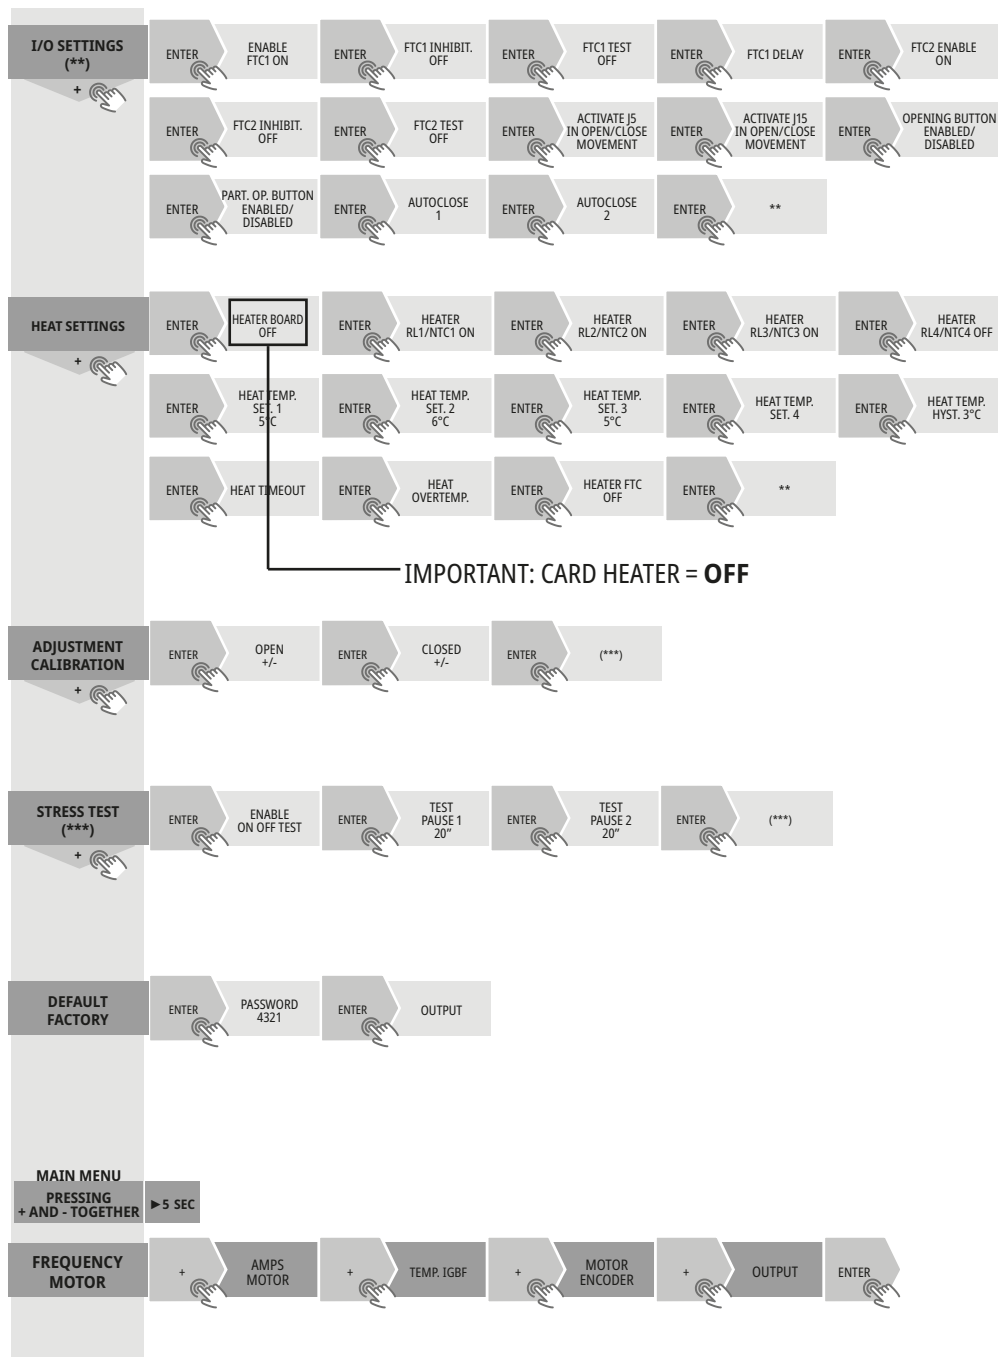 I/O SETTINGS
(**)
+
ENTER
ENABLE
FTC1 ON
ENTER
FTC1 INHIBIT.
OFF
ENTER
FTC1 TEST
OFF
ENTER
FTC1 DELAY
ENTER
FTC2 ENABLE
ON
ENTER
FTC2 INHIBIT.
OFF
ENTER
FTC2 TEST
OFF
ENTER
ACTIVATE J5
IN OPEN/CLOSE
MOVEMENT
ENTER
ACTIVATE J15
IN OPEN/CLOSE
MOVEMENT
ENTER
OPENING BUTTON
ENABLED/
DISABLED
ENTER
PART. OP. BUTTON
ENABLED/
DISABLED
ENTER
AUTOCLOSE
1
ENTER
AUTOCLOSE
2
ENTER
**
HEAT SETTINGS
+
ENTER
HEATER BOARD
OFF
ENTER
HEATER
RL1/NTC1 ON
ENTER
HEATER
RL2/NTC2 ON
ENTER
HEATER
RL3/NTC3 ON
ENTER
HEATER
RL4/NTC4 OFF
ENTER
HEAT TEMP.
SET. 1
5°C
ENTER
HEAT TEMP.
SET. 2
6°C
ENTER
HEAT TEMP.
SET. 3
5°C
ENTER
HEAT TEMP.
SET. 4
ENTER
HEAT TEMP.
HYST. 3°C
ENTER
HEAT TIMEOUT
ENTER
HEAT
OVERTEMP.
ENTER
HEATER FTC
OFF
ENTER
**
IMPORTANT: CARD HEATER = OFF
ADJUSTMENT
CALIBRATION
+
ENTER
OPEN
+/-
ENTER
CLOSED
+/-
ENTER
(***)
STRESS TEST
(***)
+
ENTER
ENABLE
ON OFF TEST
ENTER
TEST
PAUSE 1
20”
ENTER
TEST
PAUSE 2
20”
ENTER
(***)
DEFAULT
FACTORY
ENTER
PASSWORD
4321
ENTER
OUTPUT
MAIN MENU
PRESSING
+ AND - TOGETHER
►5 SEC
FREQUENCY
MOTOR
+
AMPS
MOTOR
+
TEMP. IGBF
+
MOTOR
ENCODER
+
OUTPUT
ENTER